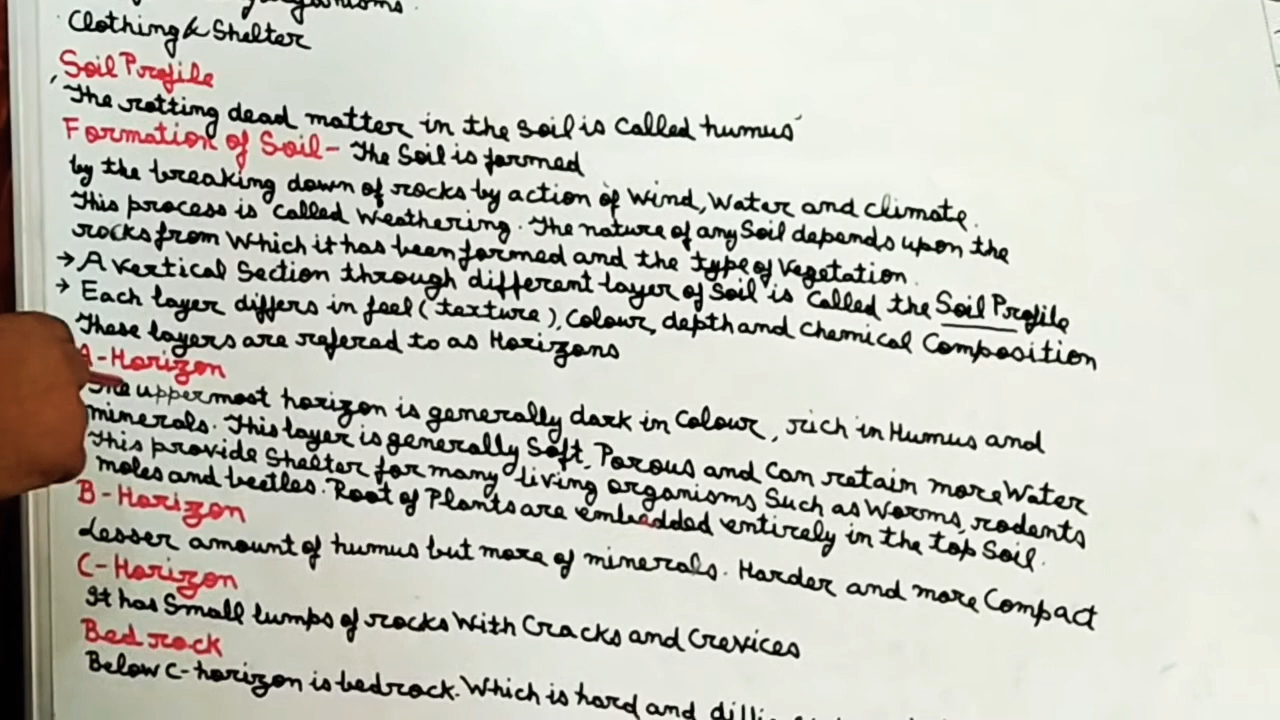 Clothing & Shelter
Soil Profile
The rotting dead matter in the soil is called humus
Formation of Soil - The Soil is formed
by the breaking down of rocks by action of wind, Water and climate.
This process is called Weathering. The nature of any Soil depends upon the
rocks from Which it has been formed and the type of Vegetation.
→ A vertical Section through different layer of Soil is Called the Soil Profile
→ Each layer differs in feel (texture), Colour, depth and Chemical Composition
These layers are refered to as Horizons
A-Horizon
The uppermost horizon is generally dark in Colour, rich in Humus and
minerals. This layer is generally Soft, Porous and Can retain more Water
This provide Shelter for many living organisms Such as Worms, rodents
moles and beetles. Root of Plants are embedded entirely in the top Soil.
B-Horizon
Lesser amount of humus but more of minerals. Harder and more Compact
C-Horizon
It has Small lumps of rocks With Cracks and Crevices
Bed rock
Below C-horizon is bedrock. Which is hard and